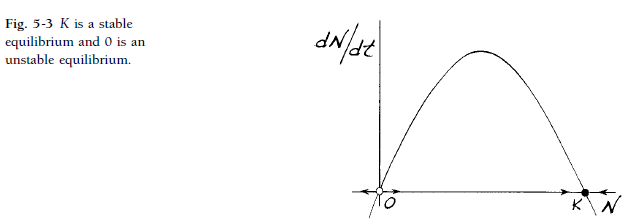 Fig. 5-3 K is a stable
equilibrium and 0 is an
unstable equilibrium.
dN/dt
0
K
N